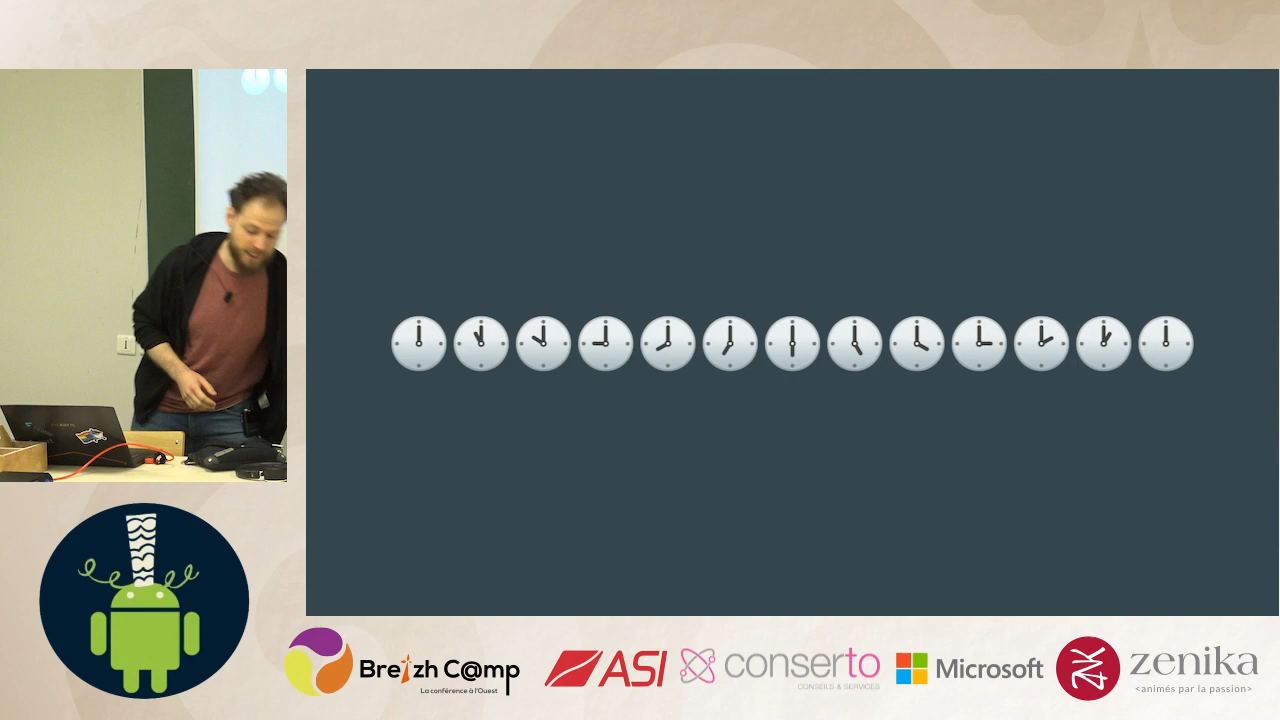 Breizh C@mp
La conférence à l'Ouest
ASI
conserto
CONSEILS & SERVICES
Microsoft
zenika
<animés par la passion>